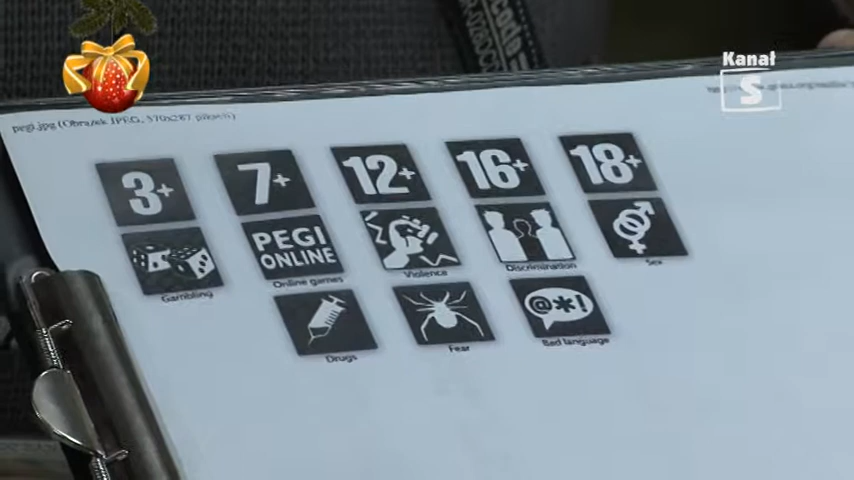 Kanał
S
pegi.jpg (Obrazek JPEG, 370x287 pikseli)
3+ 7+ 12+ 16+ 18+
PEGI
ONLINE
Gambling Online games Violence Discrimination Sex
@*!
Drugs Fear Bad language